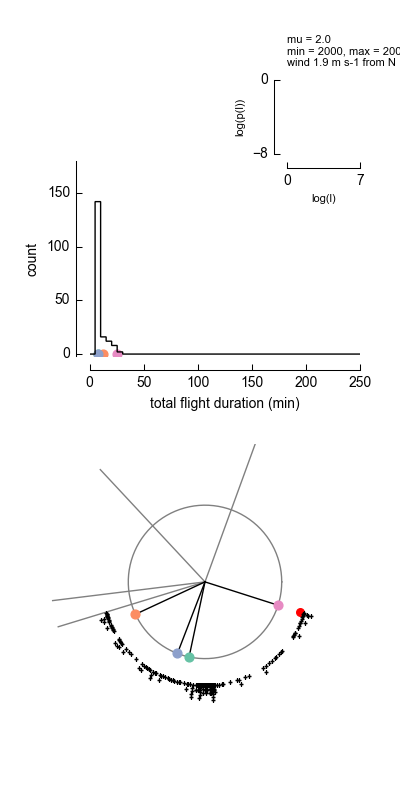 mu = 2.0
min = 2000, max = 200
wind 1.9 m s-1 from N
0
log(p(l))
−8
0 7
log(l)
150
100
50
0
count
0 50 100 150 200 250
total flight duration (min)